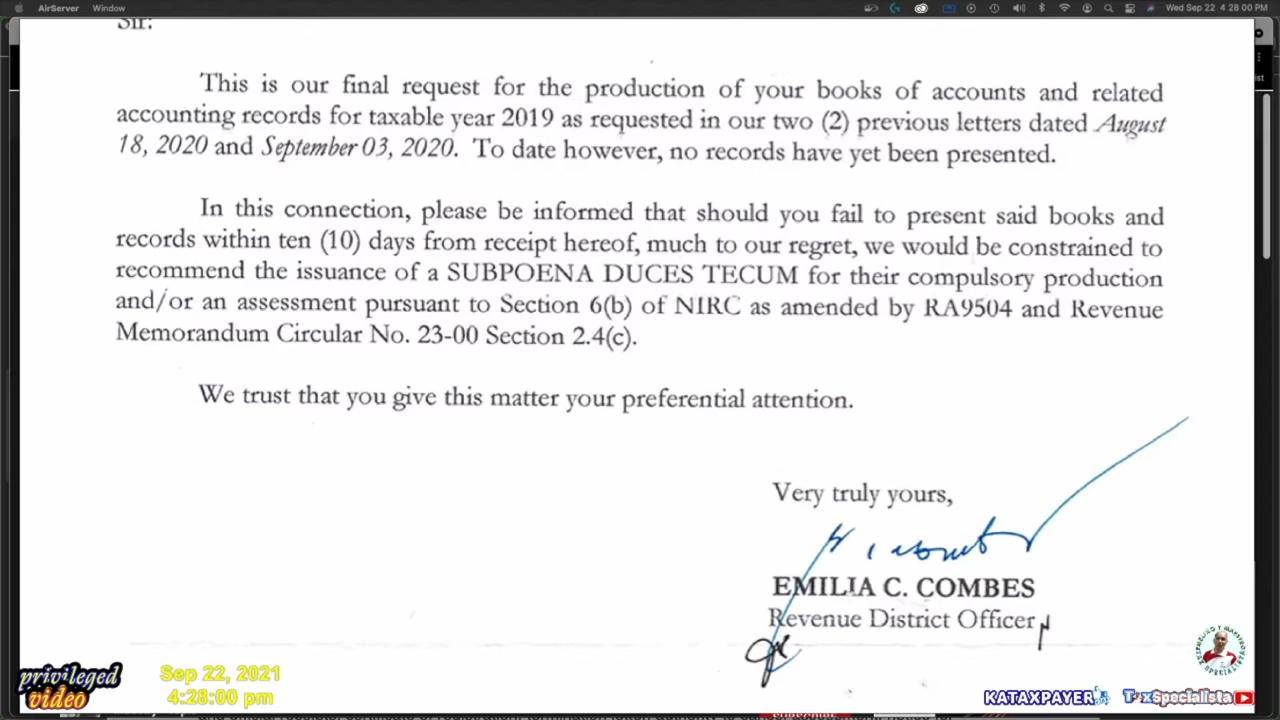 AirServer Window
Wed Sep 22 4 28 00 PM
Sir:
This is our final request for the production of your books of accounts and related
accounting records for taxable year 2019 as requested in our two (2) previous letters dated August
18, 2020 and September 03, 2020. To date however, no records have yet been presented.
In this connection, please be informed that should you fail to present said books and
records within ten (10) days from receipt hereof, much to our regret, we would be constrained to
recommend the issuance of a SUBPOENA DUCES TECUM for their compulsory production
and/or an assessment pursuant to Section 6(b) of NIRC as amended by RA9504 and Revenue
Memorandum Circular No. 23-00 Section 2.4(c).
We trust that you give this matter your preferential attention.
Very truly yours,
EMILIA C. COMBES
Revenue District Officer
privileged
video
Sep 22, 2021
4:28:00 pm
KATAXPAYER
TaxSpecialista